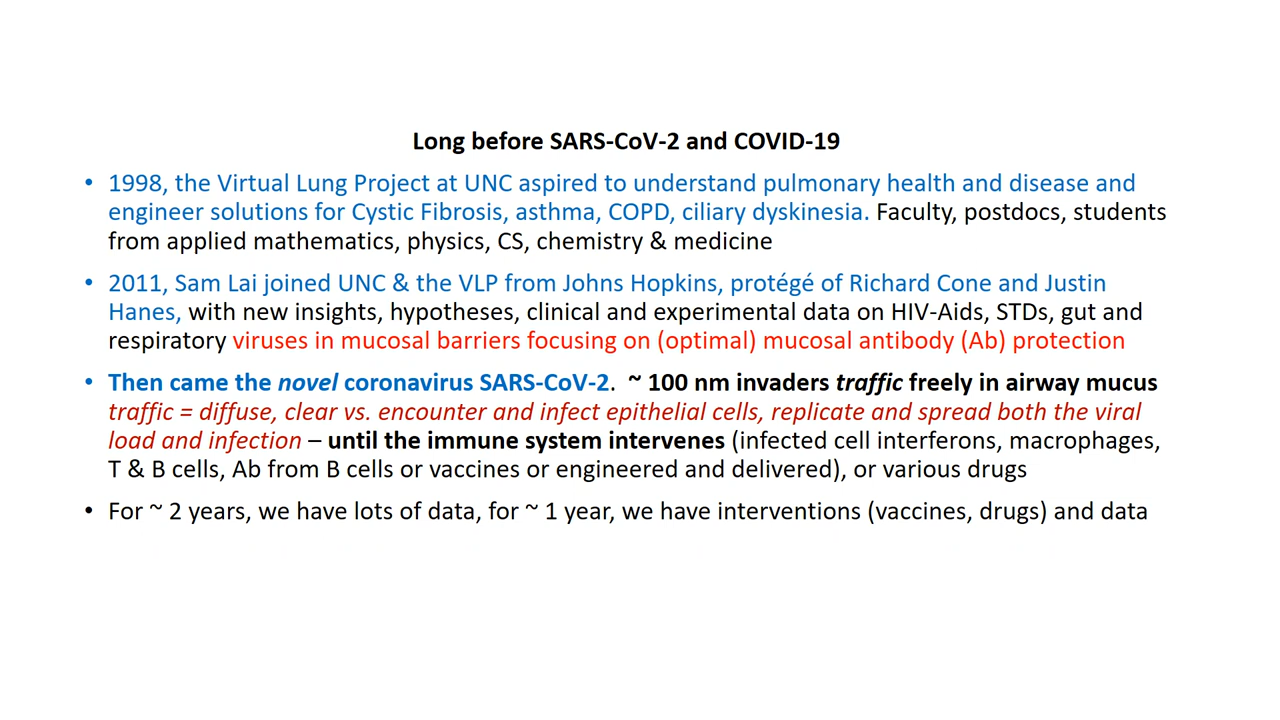 Long before SARS-CoV-2 and COVID-19
• 1998, the Virtual Lung Project at UNC aspired to understand pulmonary health and disease and
engineer solutions for Cystic Fibrosis, asthma, COPD, ciliary dyskinesia. Faculty, postdocs, students
from applied mathematics, physics, CS, chemistry & medicine
• 2011, Sam Lai joined UNC & the VLP from Johns Hopkins, protégé of Richard Cone and Justin
Hanes, with new insights, hypotheses, clinical and experimental data on HIV-Aids, STDs, gut and
respiratory viruses in mucosal barriers focusing on (optimal) mucosal antibody (Ab) protection
• Then came the novel coronavirus SARS-CoV-2. ~ 100 nm invaders traffic freely in airway mucus
traffic = diffuse, clear vs. encounter and infect epithelial cells, replicate and spread both the viral
load and infection – until the immune system intervenes (infected cell interferons, macrophages,
T & B cells, Ab from B cells or vaccines or engineered and delivered), or various drugs
• For ~ 2 years, we have lots of data, for ~ 1 year, we have interventions (vaccines, drugs) and data